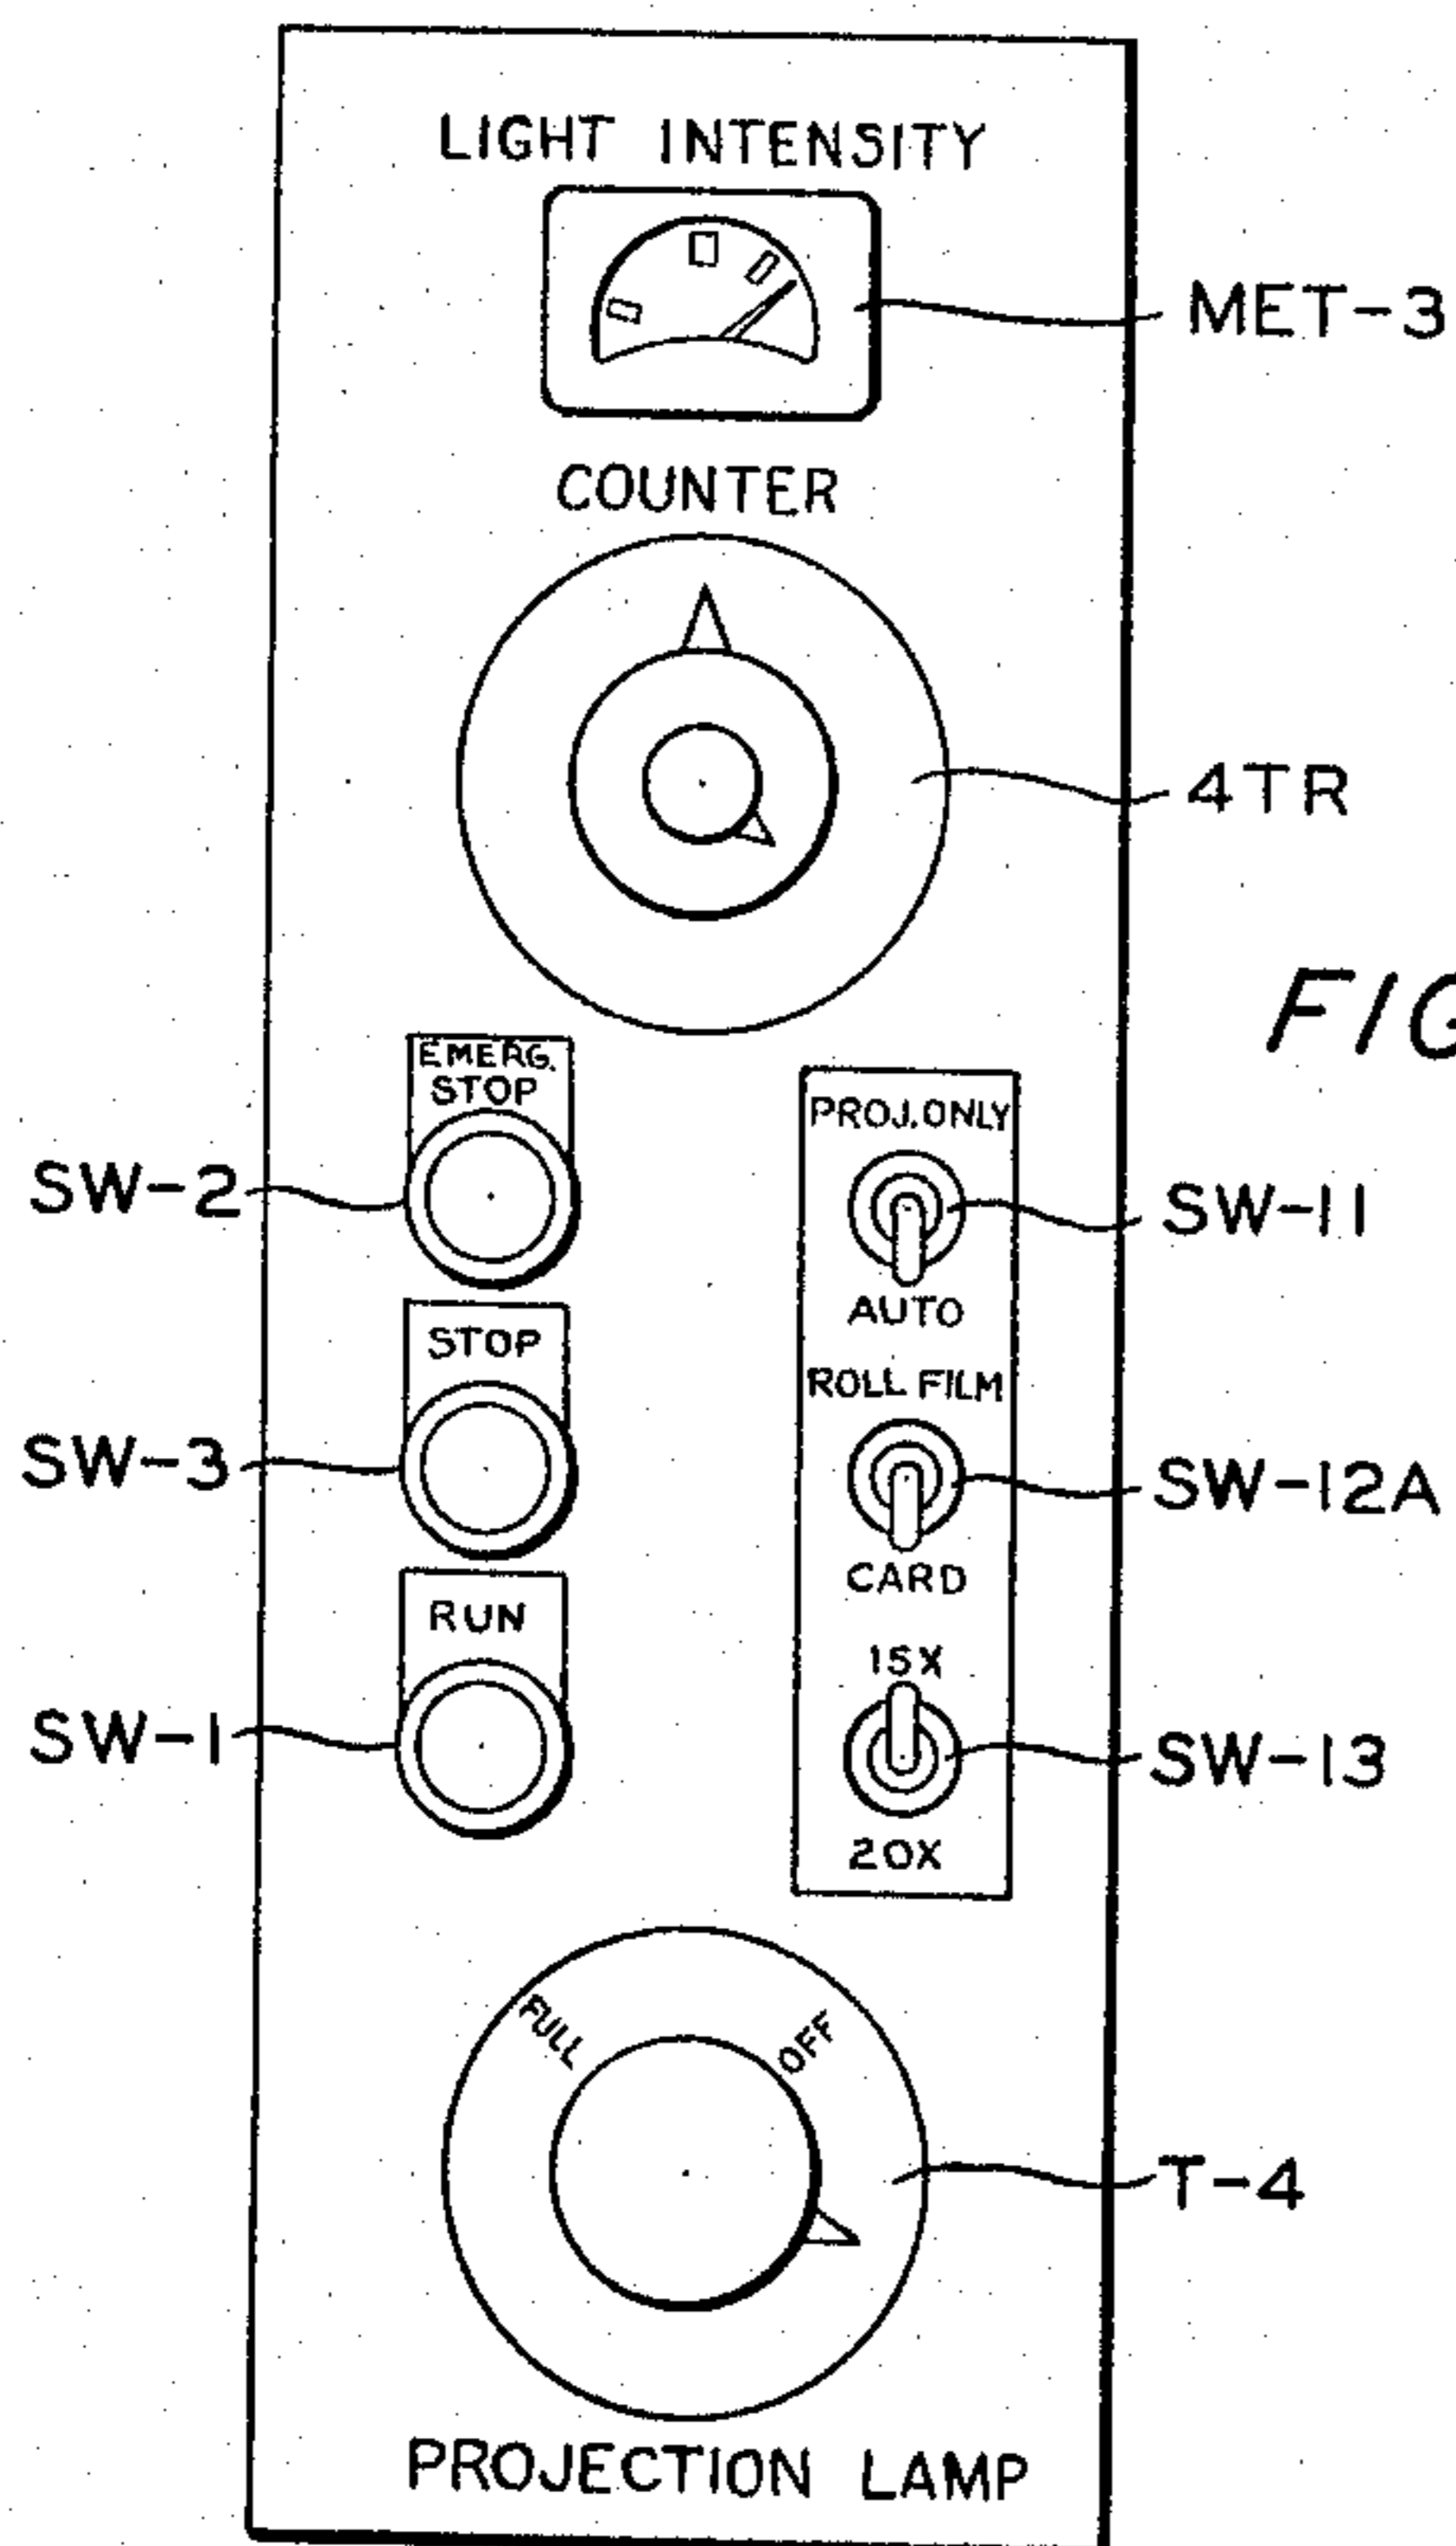 LIGHT INTENSITY
MET-3
COUNTER
4TR
FIG
EMERG.
STOP
PROJ. ONLY
SW-2
SW-11
AUTO
STOP
ROLL FILM
SW-3
SW-12A
CARD
RUN
15X
SW-1
SW-13
20X
FULL
OFF
T-4
PROJECTION LAMP